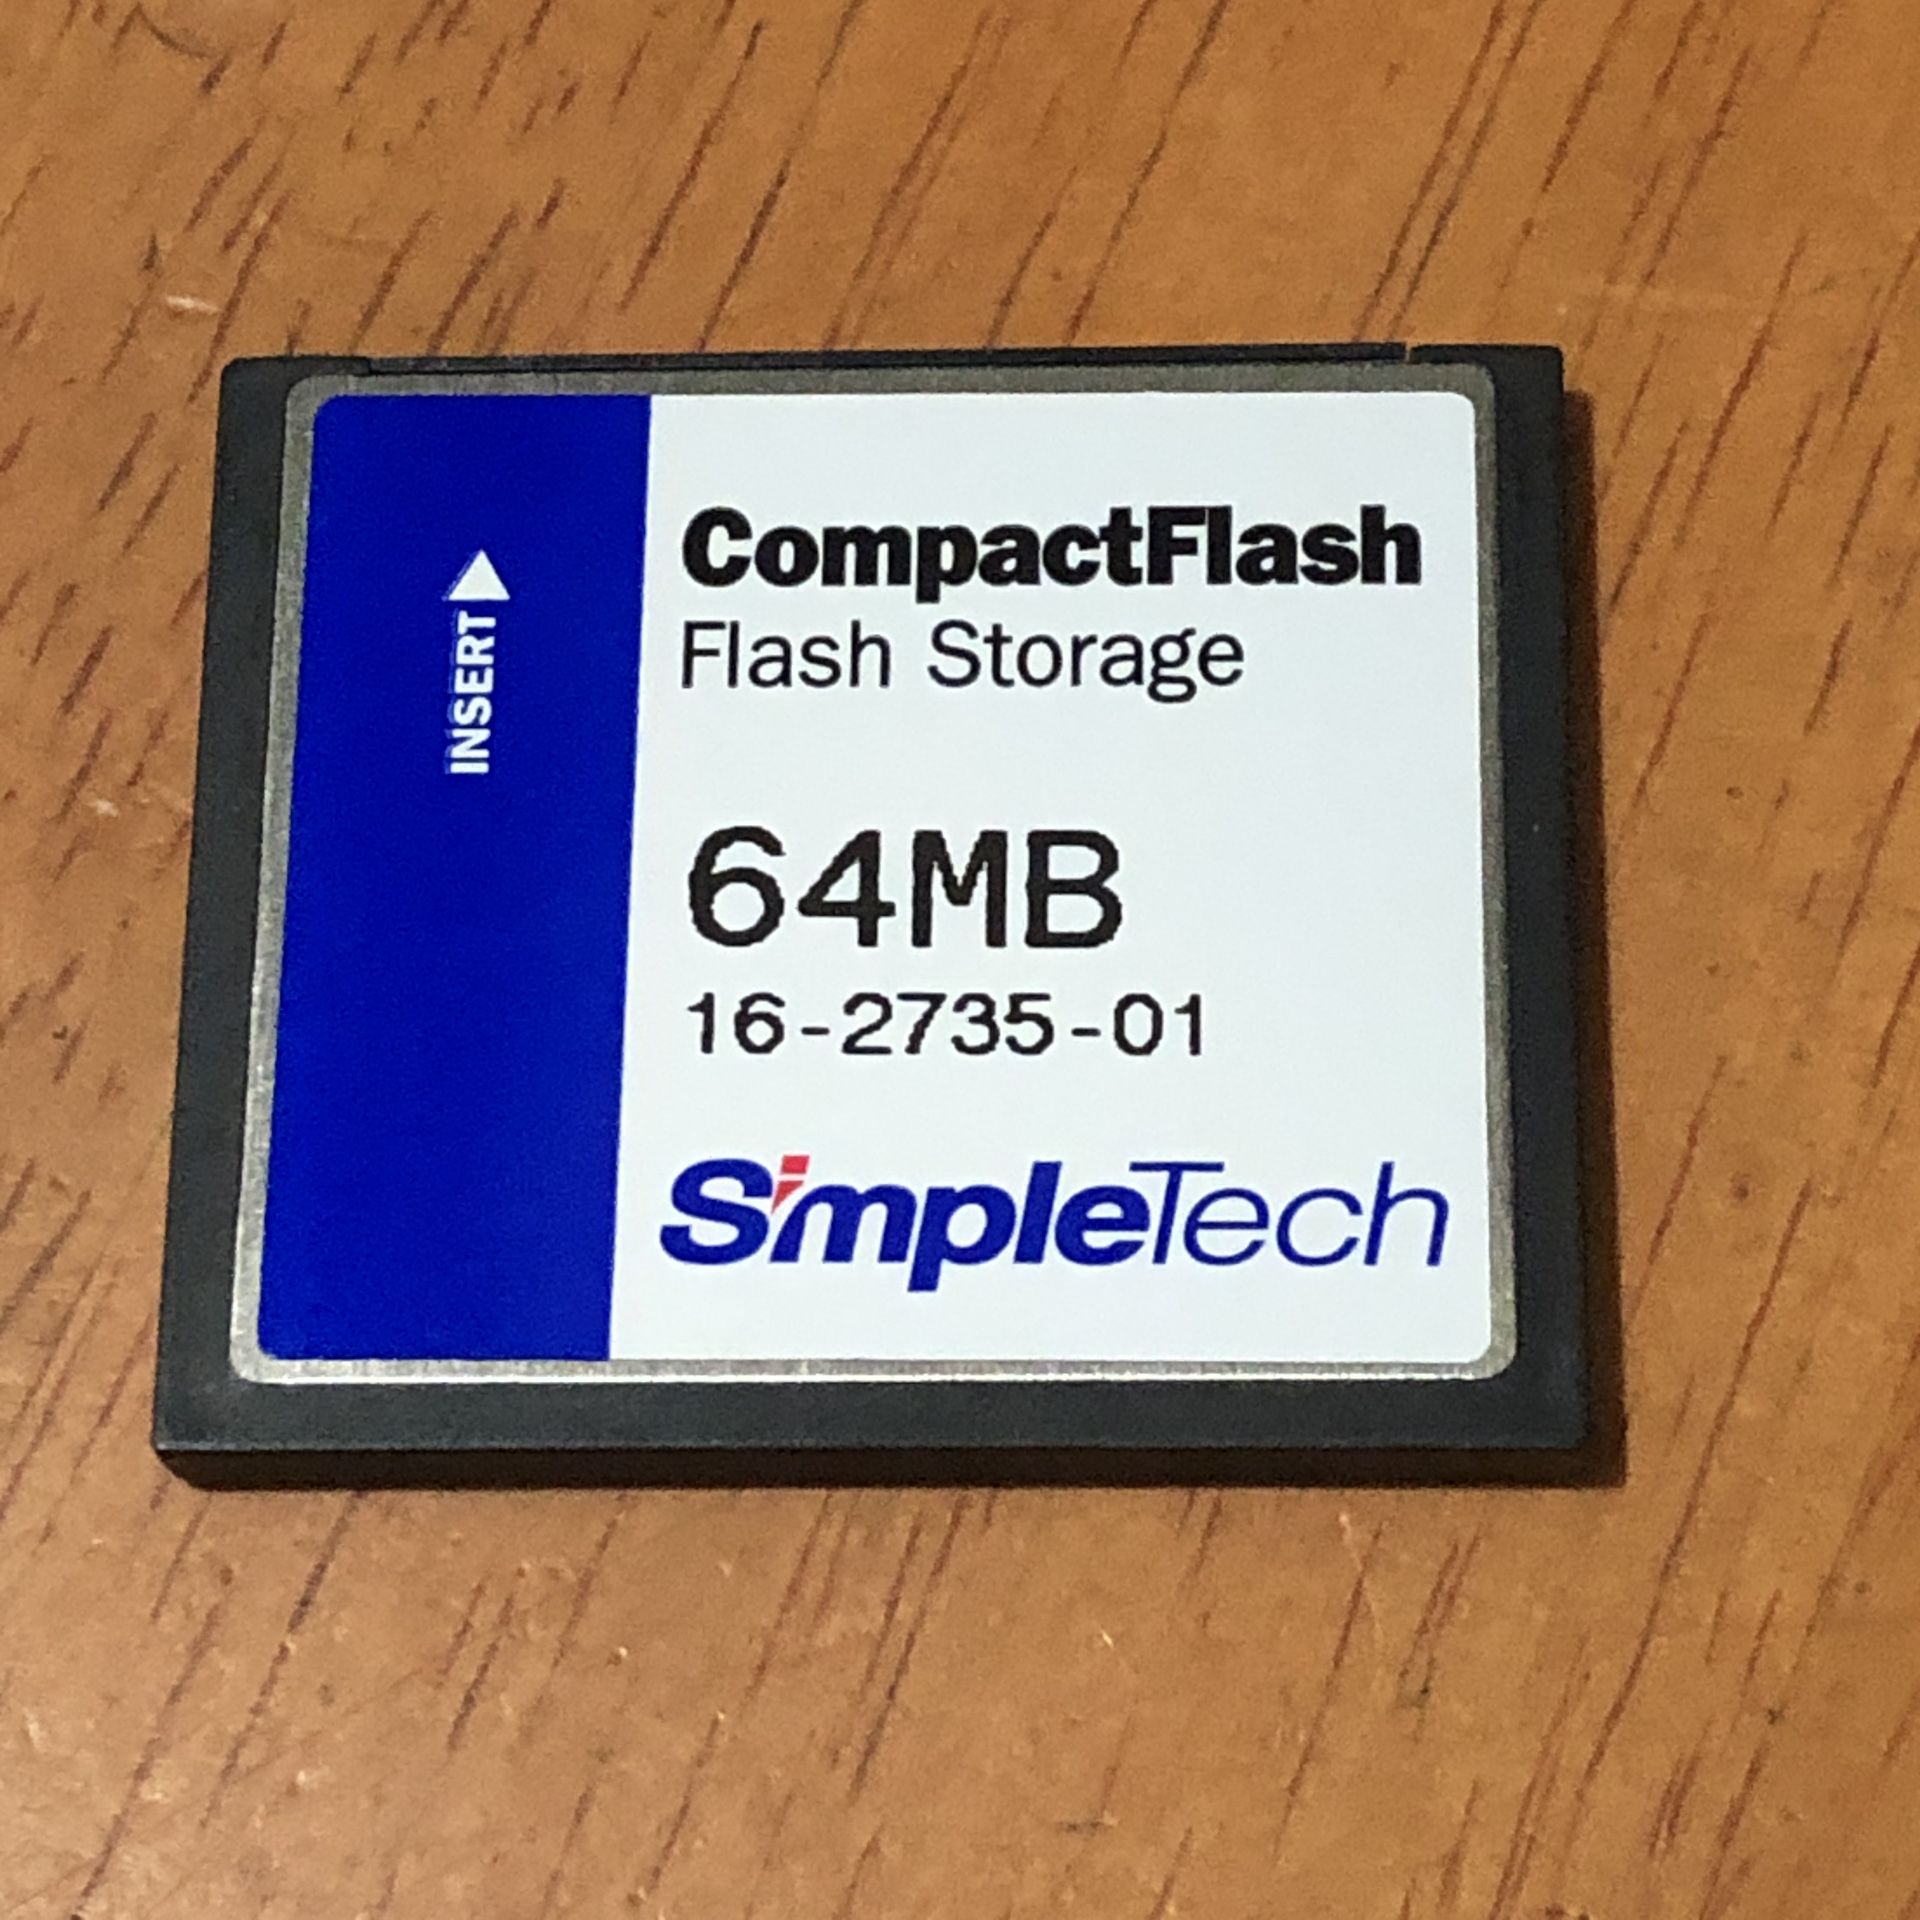 INSERT
CompactFlash
Flash Storage
64MB
16-2735-01
SimpleTech